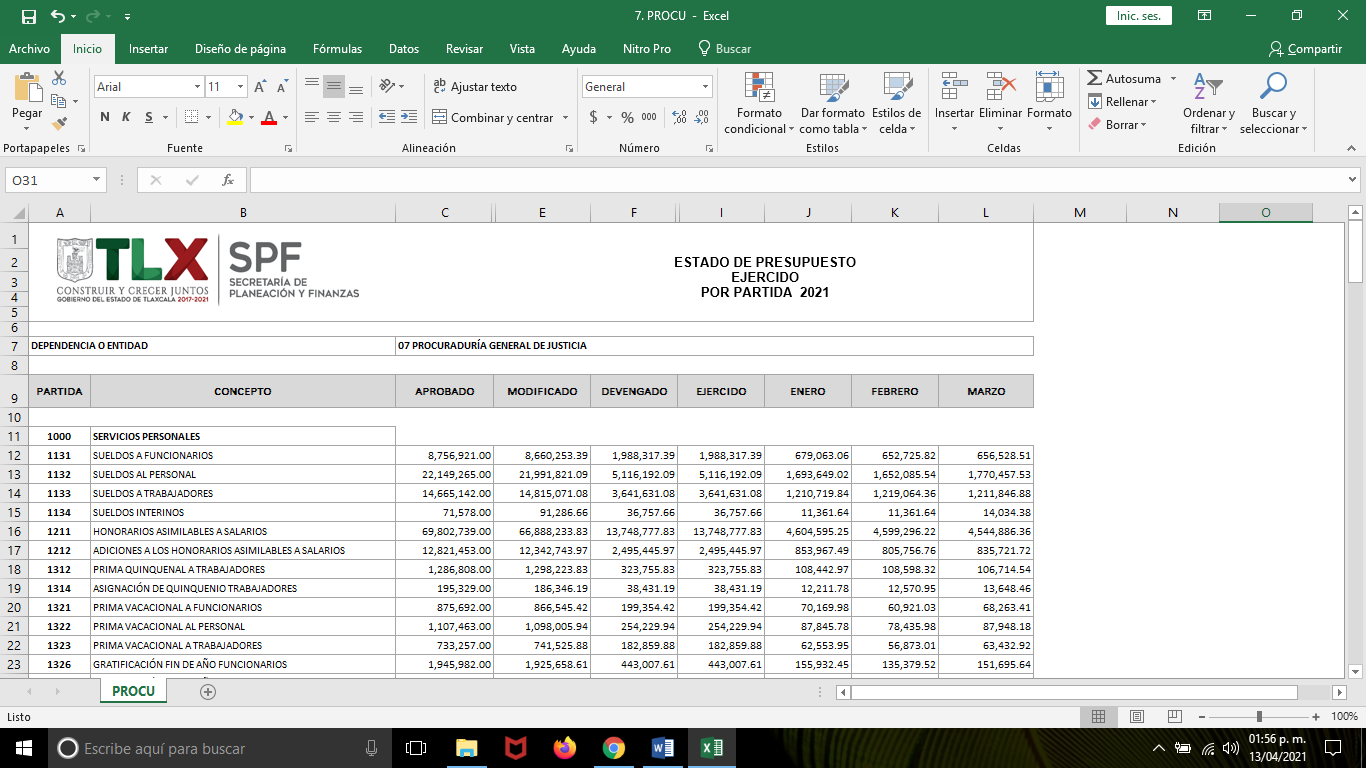 7. PROCU - Excel
Inic. ses.
Archivo Inicio Insertar Diseño de página Fórmulas Datos Revisar Vista Ayuda Nitro Pro Buscar Compartir
Pegar
Arial 11
N K S
Ajustar texto
Combinar y centrar
General
$ % 000
Formato condicional
Dar formato como tabla
Estilos de celda
Insertar
Eliminar
Formato
Autosuma
Rellenar
Borrar
Ordenar y filtrar
Buscar y seleccionar
Portapapeles Fuente Alineación Número Estilos Celdas Edición
O31 fx
A B C E F I J K L M N O
1
2
3
4
5
TLX
CONSTRUIR Y CRECER JUNTOS
GOBIERNO DEL ESTADO DE TLAXCALA 2017-2021
SPF
SECRETARÍA DE
PLANEACIÓN Y FINANZAS
ESTADO DE PRESUPUESTO
EJERCIDO
POR PARTIDA 2021
6
7 DEPENDENCIA O ENTIDAD 07 PROCURADURÍA GENERAL DE JUSTICIA
8
9 PARTIDA CONCEPTO APROBADO MODIFICADO DEVENGADO EJERCIDO ENERO FEBRERO MARZO
10
11 1000 SERVICIOS PERSONALES
12 1131 SUELDOS A FUNCIONARIOS 8,756,921.00 8,660,253.39 1,988,317.39 1,988,317.39 679,063.06 652,725.82 656,528.51
13 1132 SUELDOS AL PERSONAL 22,149,265.00 21,991,821.09 5,116,192.09 5,116,192.09 1,693,649.02 1,652,085.54 1,770,457.53
14 1133 SUELDOS A TRABAJADORES 14,665,142.00 14,815,071.08 3,641,631.08 3,641,631.08 1,210,719.84 1,219,064.36 1,211,846.88
15 1134 SUELDOS INTERINOS 71,578.00 91,286.66 36,757.66 36,757.66 11,361.64 11,361.64 14,034.38
16 1211 HONORARIOS ASIMILABLES A SALARIOS 69,802,739.00 66,888,233.83 13,748,777.83 13,748,777.83 4,604,595.25 4,599,296.22 4,544,886.36
17 1212 ADICIONES A LOS HONORARIOS ASIMILABLES A SALARIOS 12,821,453.00 12,342,743.97 2,495,445.97 2,495,445.97 853,967.49 805,756.76 835,721.72
18 1312 PRIMA QUINQUENAL A TRABAJADORES 1,286,808.00 1,298,223.83 323,755.83 323,755.83 108,442.97 108,598.32 106,714.54
19 1314 ASIGNACIÓN DE QUINQUENIO TRABAJADORES 195,329.00 186,346.19 38,431.19 38,431.19 12,211.78 12,570.95 13,648.46
20 1321 PRIMA VACACIONAL A FUNCIONARIOS 875,692.00 866,545.42 199,354.42 199,354.42 70,169.98 60,921.03 68,263.41
21 1322 PRIMA VACACIONAL AL PERSONAL 1,107,463.00 1,098,005.94 254,229.94 254,229.94 87,845.78 78,435.98 87,948.18
22 1323 PRIMA VACACIONAL A TRABAJADORES 733,257.00 741,525.88 182,859.88 182,859.88 62,553.95 56,873.01 63,432.92
23 1326 GRATIFICACIÓN FIN DE AÑO FUNCIONARIOS 1,945,982.00 1,925,658.61 443,007.61 443,007.61 155,932.45 135,379.52 151,695.64
PROCU
Listo
100%
Escribe aquí para buscar
01:56 p. m.
13/04/2021